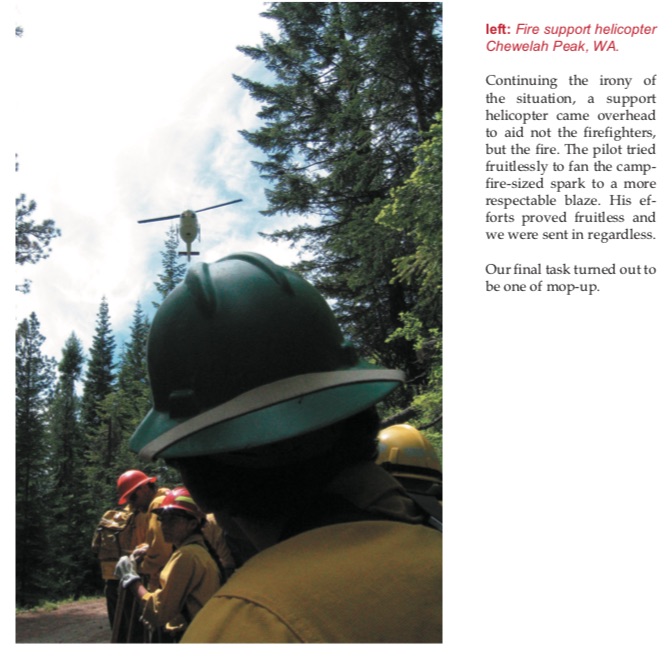 left: Fire support helicopter
Chewelah Peak, WA.
Continuing the irony of
the situation, a support
helicopter came overhead
to aid not the firefighters,
but the fire. The pilot tried
fruitlessly to fan the camp-
fire-sized spark to a more
respectable blaze. His ef-
forts proved fruitless and
we were sent in regardless.
Our final task turned out to
be one of mop-up.